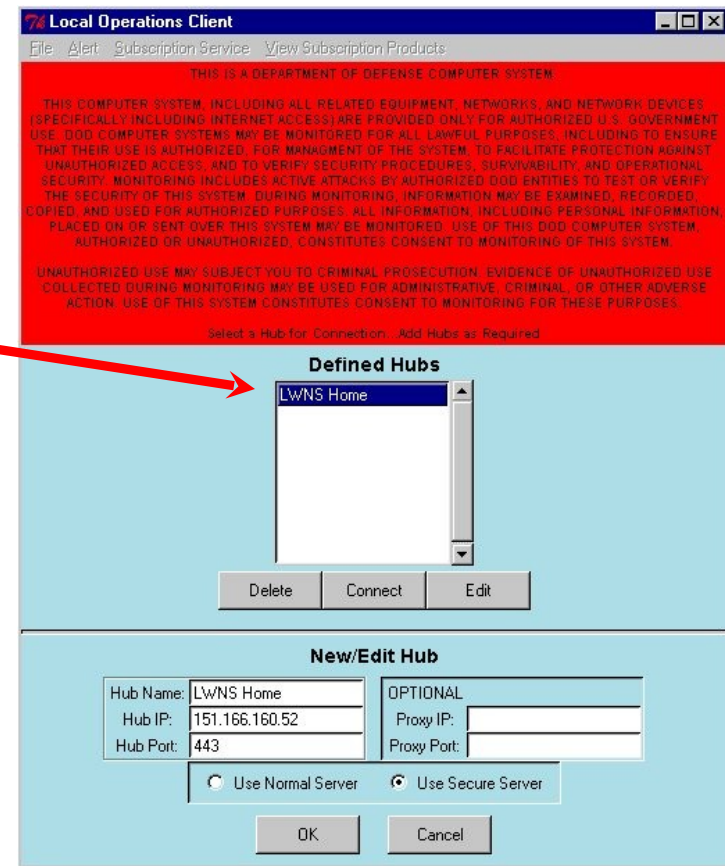 Local Operations Client
File Alert Subscription Service View Subscription Products
THIS IS A DEPARTMENT OF DEFENSE COMPUTER SYSTEM
THIS COMPUTER SYSTEM, INCLUDING ALL RELATED EQUIPMENT, NETWORKS, AND NETWORK DEVICES
(SPECIFICALLY INCLUDING INTERNET ACCESS) ARE PROVIDED ONLY FOR AUTHORIZED U.S. GOVERNMENT
USE. DOD COMPUTER SYSTEMS MAY BE MONITORED FOR ALL LAWFUL PURPOSES, INCLUDING TO ENSURE
THAT THEIR USE IS AUTHORIZED, FOR MANAGMENT OF THE SYSTEM, TO FACILITATE PROTECTION AGAINST
UNAUTHORIZED ACCESS, AND TO VERIFY SECURITY PROCEDURES, SURVIVABILITY, AND OPERATIONAL
SECURITY. MONITORING INCLUDES ACTIVE ATTACKS BY AUTHORIZED DOD ENTITIES TO TEST OR VERIFY
THE SECURITY OF THIS SYSTEM. DURING MONITORING, INFORMATION MAY BE EXAMINED, RECORDED,
COPIED, AND USED FOR AUTHORIZED PURPOSES. ALL INFORMATION, INCLUDING PERSONAL INFORMATION,
PLACED ON OR SENT OVER THIS SYSTEM MAY BE MONITORED. USE OF THIS DOD COMPUTER SYSTEM,
AUTHORIZED OR UNAUTHORIZED, CONSTITUTES CONSENT TO MONITORING OF THIS SYSTEM.
UNAUTHORIZED USE MAY SUBJECT YOU TO CRIMINAL PROSECUTION. EVIDENCE OF UNAUTHORIZED USE
COLLECTED DURING MONITORING MAY BE USED FOR ADMINISTRATIVE, CRIMINAL, OR OTHER ADVERSE
ACTION. USE OF THIS SYSTEM CONSTITUTES CONSENT TO MONITORING FOR THESE PURPOSES.
Select a Hub for Connection...Add Hubs as Required
Defined Hubs
LWNS Home
Delete Connect Edit
New/Edit Hub
Hub Name: LWNS Home OPTIONAL
Hub IP: 151.166.160.52 Proxy IP:
Hub Port: 443 Proxy Port:
Use Normal Server Use Secure Server
OK Cancel